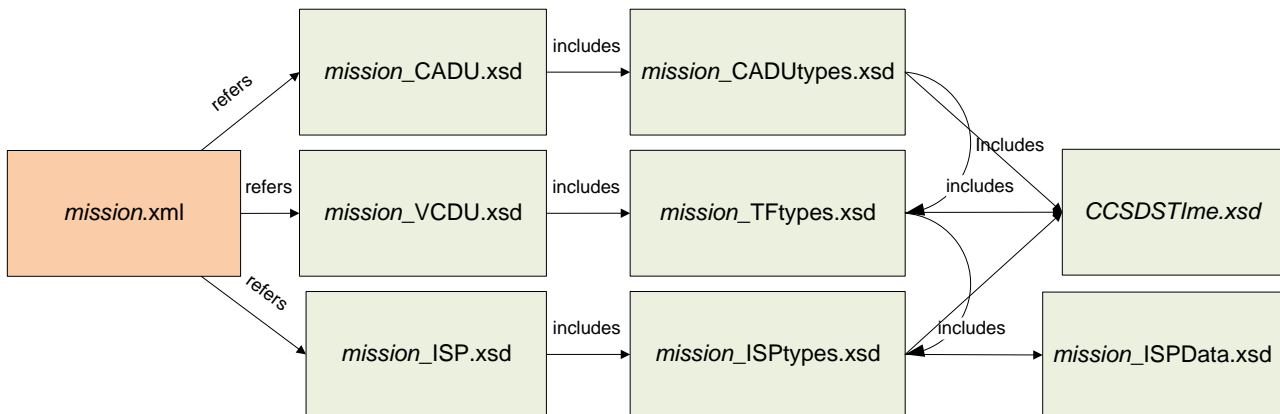 mission_CADU.xsd
includes
mission_CADUtypes.xsd
refers
Includes
mission.xml
refers
mission_VCDU.xsd
includes
mission_TFtypes.xsd
includes
CCSDSTIme.xsd
refers
mission_ISP.xsd
includes
mission_ISPtypes.xsd
includes
mission_ISPData.xsd